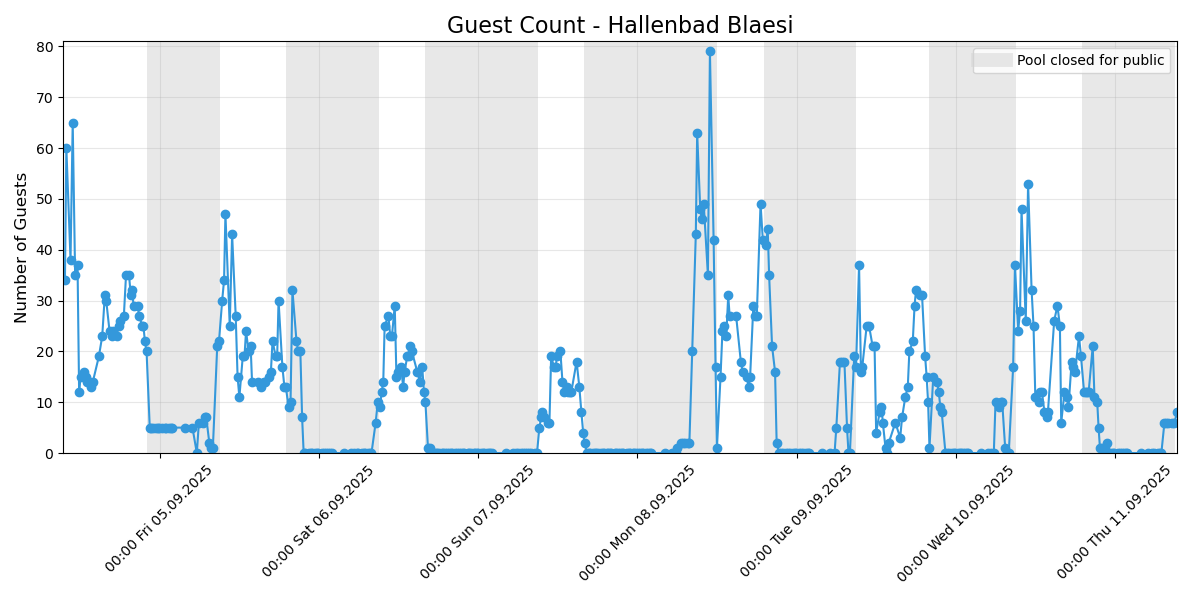 Guest Count - Hallenbad Blaesi
Pool closed for public
Number of Guests
80
70
60
50
40
30
20
10
0
00:00 Fri 05.09.2025
00:00 Sat 06.09.2025
00:00 Sun 07.09.2025
00:00 Mon 08.09.2025
00:00 Tue 09.09.2025
00:00 Wed 10.09.2025
00:00 Thu 11.09.2025